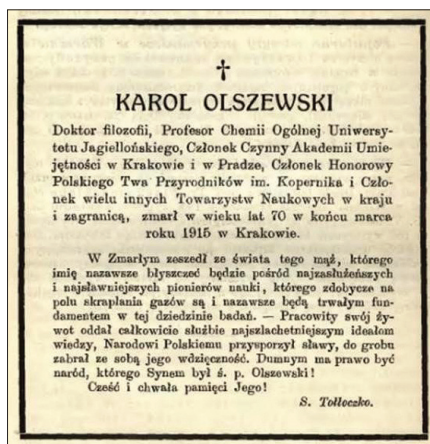 KAROL OLSZEWSKI
Doktor filozofii, Profesor Chemii Ogólnej Uniwersy-
tetu Jagiellońskiego, Członek Czynny Akademii Umie-
jętności w Krakowie i w Pradze, Członek Honorowy
Polskiego Twa Przyrodników im. Kopernika i Czło-
nek wielu innych Towarzystw Naukowych w kraju
i zagranicą, zmarł w wieku lat 70 w końcu marca
roku 1915 w Krakowie.
W Zmarłym zeszedł ze świata tego mąż, którego
imię nazawsze błyszczeć będzie pośród najzasłużeńszych
i najsławniejszych pionierów nauki, którego zdobycze na
polu skraplania gazów są i nazawsze będą trwałym fun-
damentem w tej dziedzinie badań. — Pracowity swój ży-
wot oddał całkowicie służbie najszlachetniejszym ideałom
wiedzy, Narodowi Polskiemu przysporzył sławy, do grobu
zabrał ze sobą jego wdzięczność. Dumnym ma prawo być
naród, którego Synem był ś. p. Olszewski!
Cześć i chwała pamięci Jego!
S. Tołłoczko.